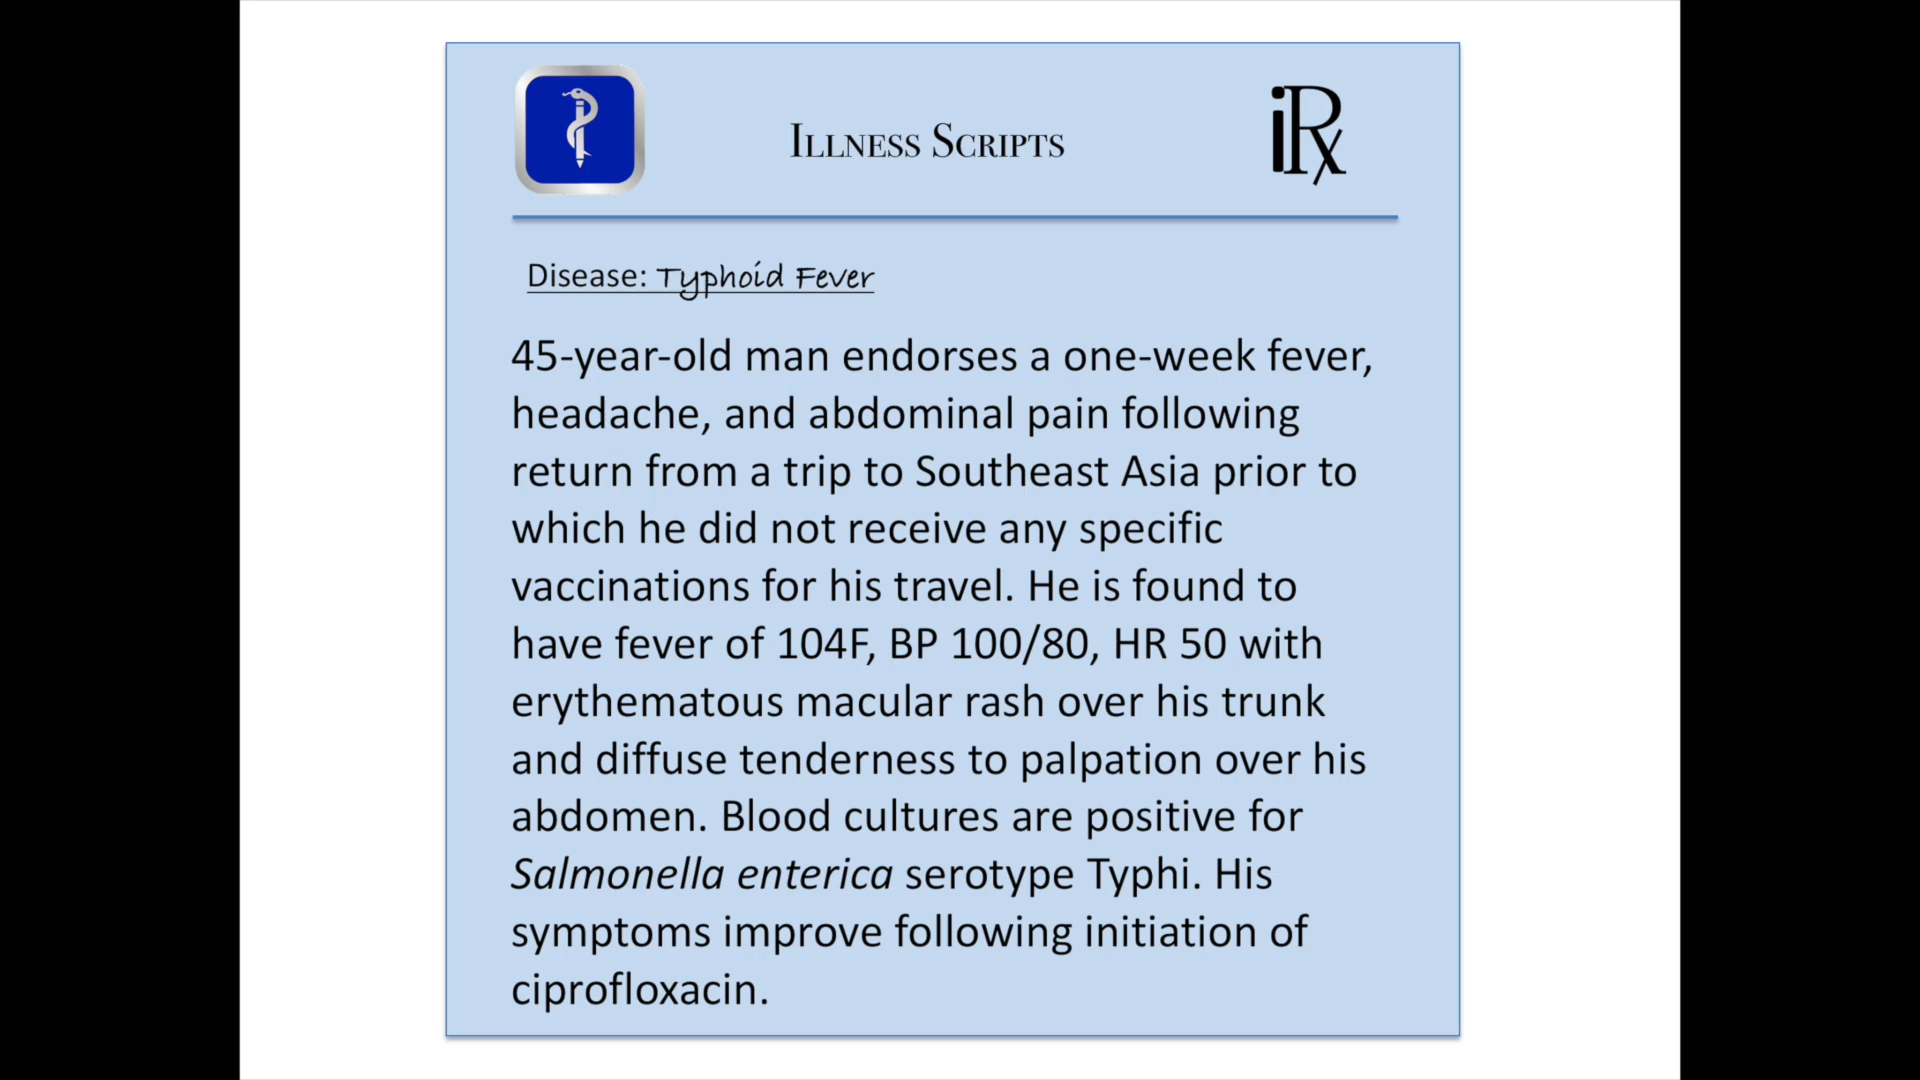 Illness Scripts
iRx
Disease: Typhoid Fever
45-year-old man endorses a one-week fever,
headache, and abdominal pain following
return from a trip to Southeast Asia prior to
which he did not receive any specific
vaccinations for his travel. He is found to
have fever of 104F, BP 100/80, HR 50 with
erythematous macular rash over his trunk
and diffuse tenderness to palpation over his
abdomen. Blood cultures are positive for
Salmonella enterica serotype Typhi. His
symptoms improve following initiation of
ciprofloxacin.